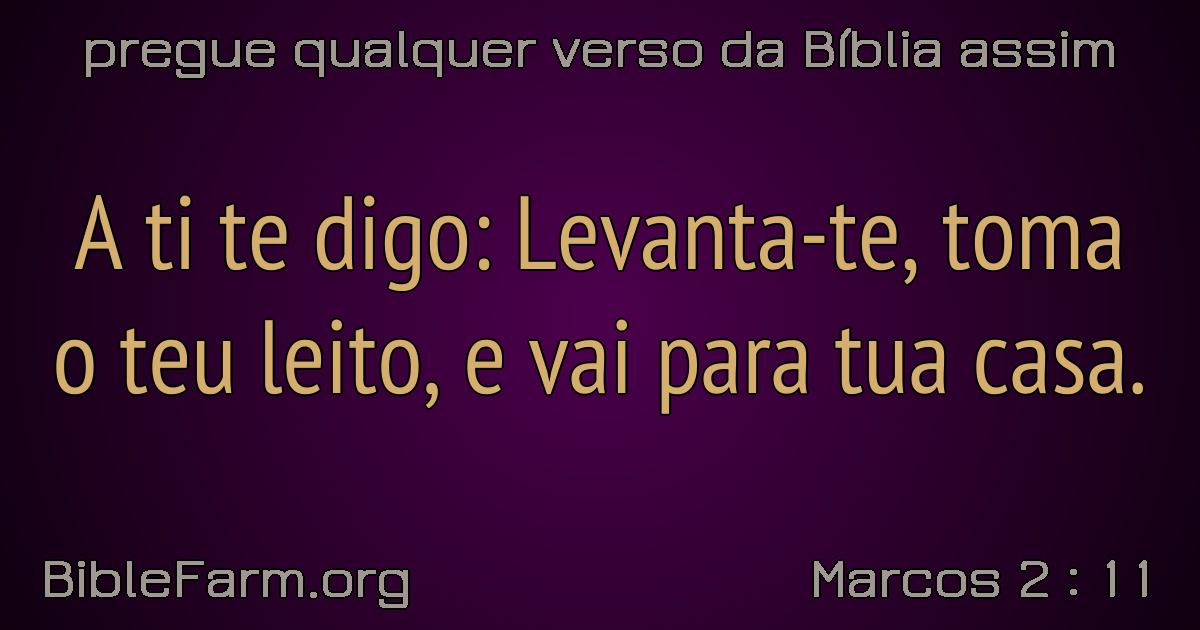 pregue qualquer verso da Bíblia assim
A ti te digo: Levanta-te, toma
o teu leito, e vai para tua casa.
BibleFarm.org
Marcos 2 : 11